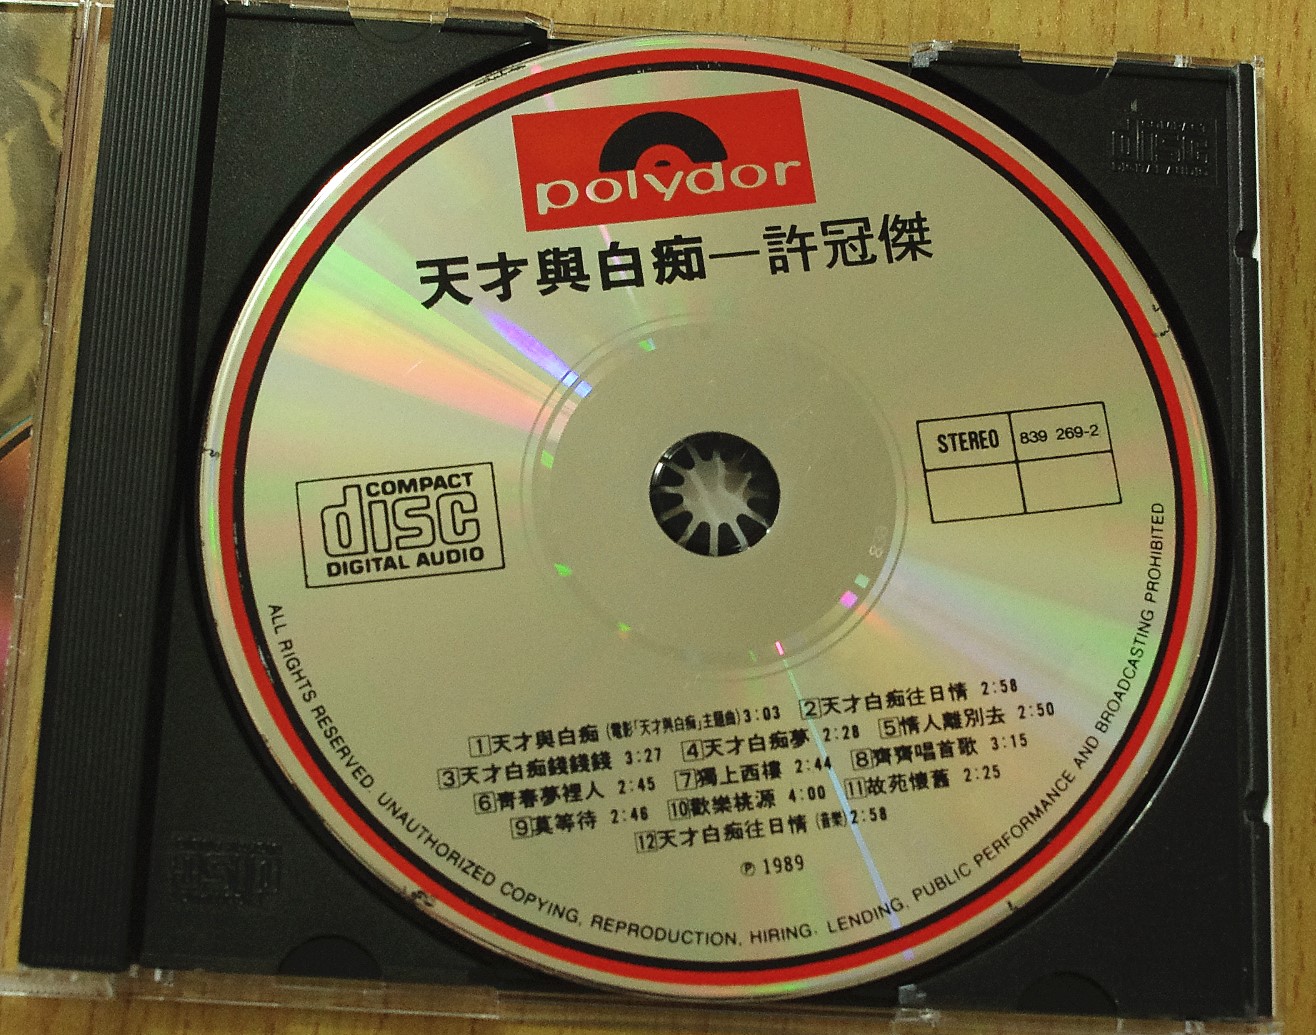 polydor
天才與白痴—許冠傑
COMPACT
disc
DIGITAL AUDIO
STEREO 839 269-2
1天才與白痴(電影「天才與白痴」主題曲)3:03 2天才白痴往日情 2:58
3天才白痴錢錢錢 3:27 4天才白痴夢 2:28 5情人離別去 2:50
6青春夢裡人 2:45 7獨上西樓 2:44 8齊齊唱首歌 3:15
9莫等待 2:46 10歡樂桃源 4:00 11故苑懷舊 2:25
12天才白痴往日情(音樂)2:58
℗ 1989
ALL RIGHTS RESERVED. UNAUTHORIZED COPYING, REPRODUCTION, HIRING. LENDING, PUBLIC PERFORMANCE AND BROADCASTING PROHIBITED